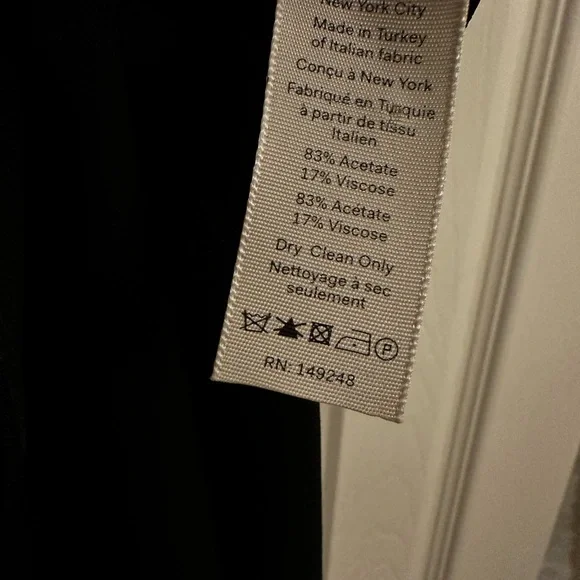 New York City
Made in Turkey
of Italian fabric
Conçu à New York
Fabriqué en Turquie
à partir de tissu
Italien
83% Acetate
17% Viscose
83% Acétate
17% Viscose
Dry Clean Only
Nettoyage à sec
seulement
P
RN: 149248